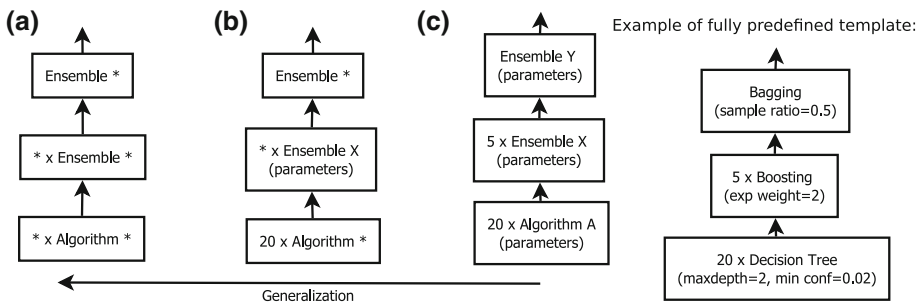 (a)
Ensemble *
* x Ensemble *
* x Algorithm *
(b)
Ensemble *
* x Ensemble X
(parameters)
20 x Algorithm *
(c)
Ensemble Y
(parameters)
5 x Ensemble X
(parameters)
20 x Algorithm A
(parameters)
Example of fully predefined template:
Bagging
(sample ratio=0.5)
5 x Boosting
(exp weight=2)
20 x Decision Tree
(maxdepth=2, min conf=0.02)
Generalization